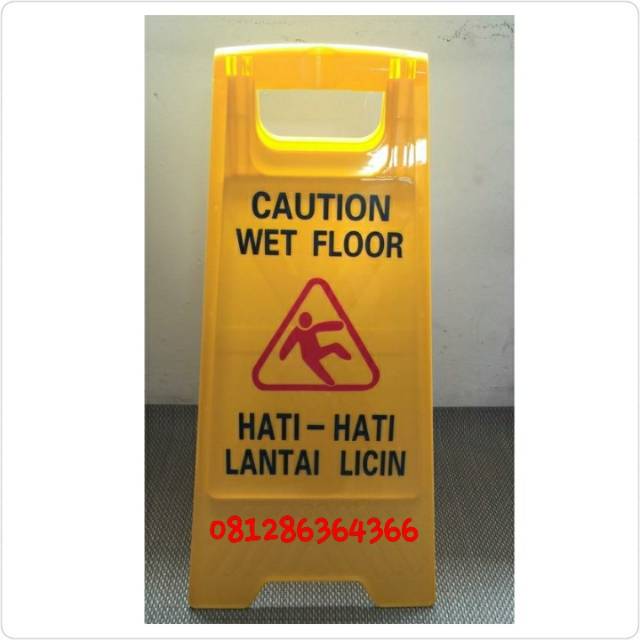 CAUTION
WET FLOOR
HATI-HATI
LANTAI LICIN
081286364366